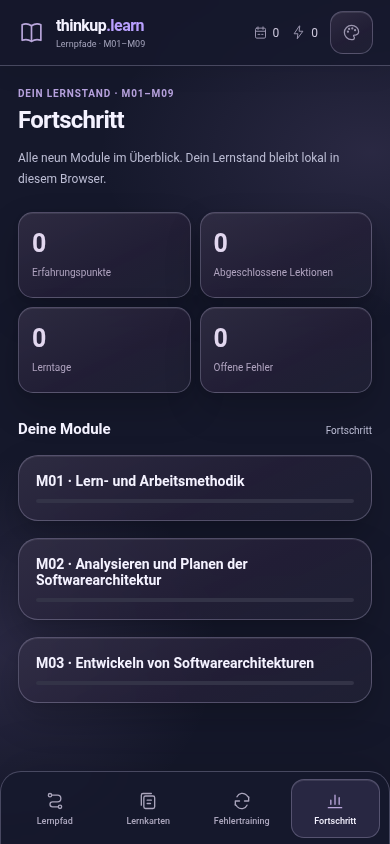 thinkup.learn
Lernpfade · M01–M09
0
0
DEIN LERNSTAND · M01–M09
Fortschritt
Alle neun Module im Überblick. Dein Lernstand bleibt lokal in
diesem Browser.
0
Erfahrungspunkte
0
Abgeschlossene Lektionen
0
Lerntage
0
Offene Fehler
Deine Module
Fortschritt
M01 · Lern- und Arbeitsmethodik
M02 · Analysieren und Planen der
Softwarearchitektur
M03 · Entwickeln von Softwarearchitekturen
Lernpfad
Lernkarten
Fehlertraining
Fortschritt